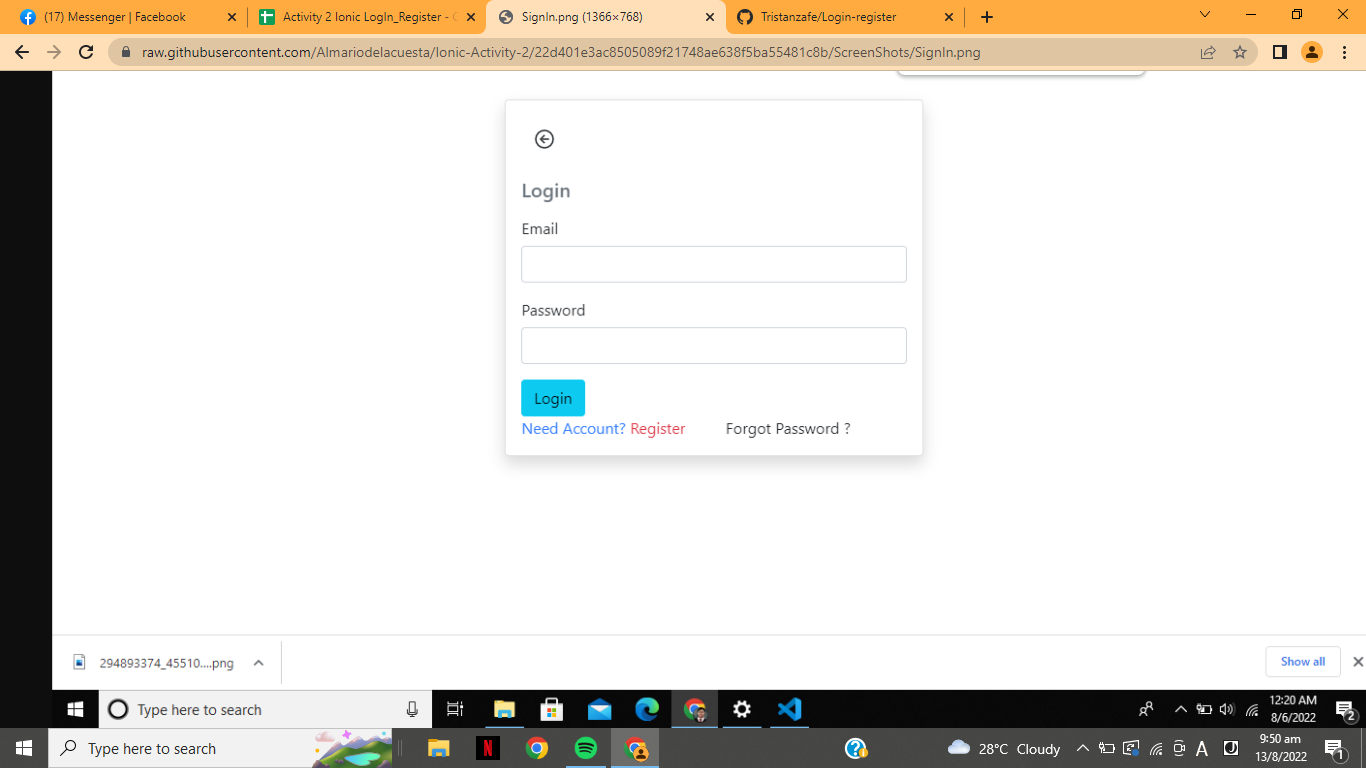 (17) Messenger | Facebook
Activity 2 Ionic LogIn_Register -
SignIn.png (1366×768)
Tristanzafe/Login-register
raw.githubusercontent.com/Almariodelacuesta/Ionic-Activity-2/22d401e3ac8505089f21748ae638f5ba55481c8b/ScreenShots/SignIn.png
Login
Email
Password
Login
Need Account? Register Forgot Password ?
294893374_45510....png
Show all
Type here to search
12:20 AM
8/6/2022
2
Type here to search
28°C Cloudy
A
9:50 am
13/8/2022
1